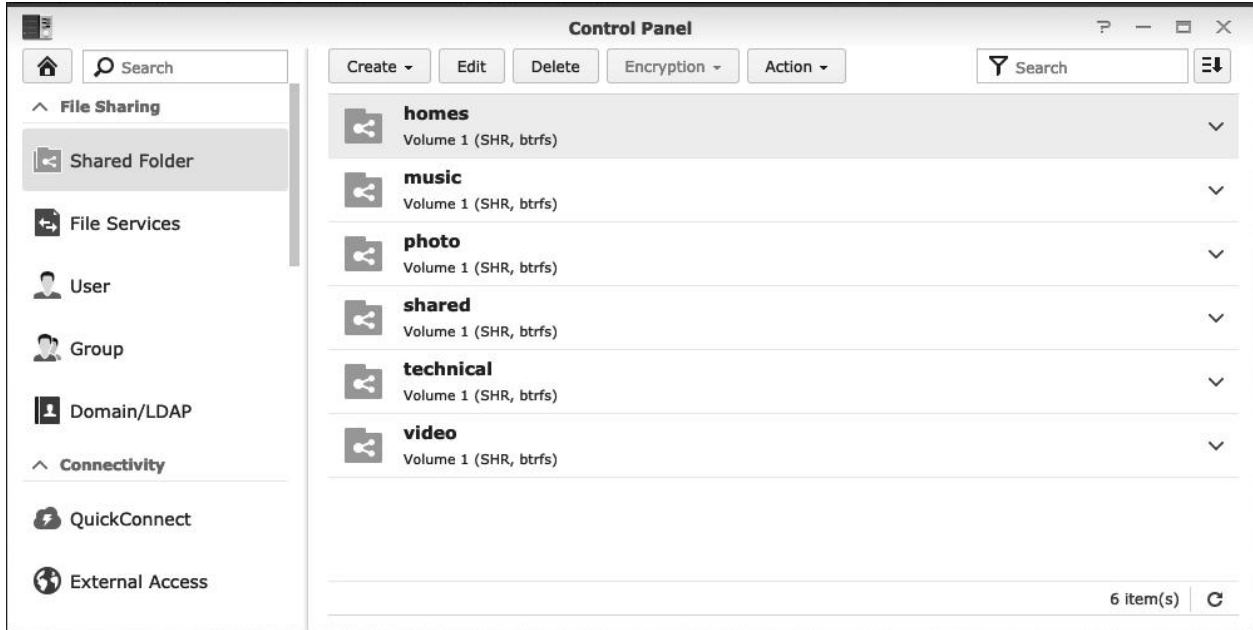 Control Panel
Search
File Sharing
Shared Folder
File Services
User
Group
Domain/LDAP
Connectivity
QuickConnect
External Access
Create Edit Delete Encryption Action Search
homes
Volume 1 (SHR, btrfs)
music
Volume 1 (SHR, btrfs)
photo
Volume 1 (SHR, btrfs)
shared
Volume 1 (SHR, btrfs)
technical
Volume 1 (SHR, btrfs)
video
Volume 1 (SHR, btrfs)
6 item(s)